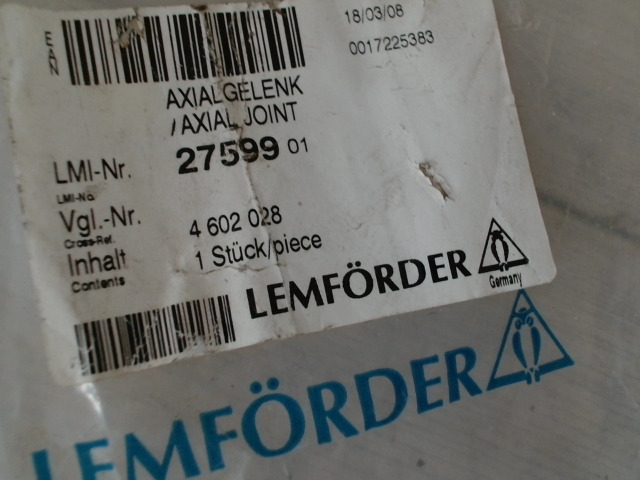 EAN
18/03/08
0017225383
AXIALGELENK
/AXIAL JOINT
LMI-Nr. 27599 01
LMI-No.
Vgl.-Nr. 4 602 028
Cross-Ref.
Inhalt 1 Stück/piece
Contents
LEMFÖRDER
Germany
LEMFÖRDER